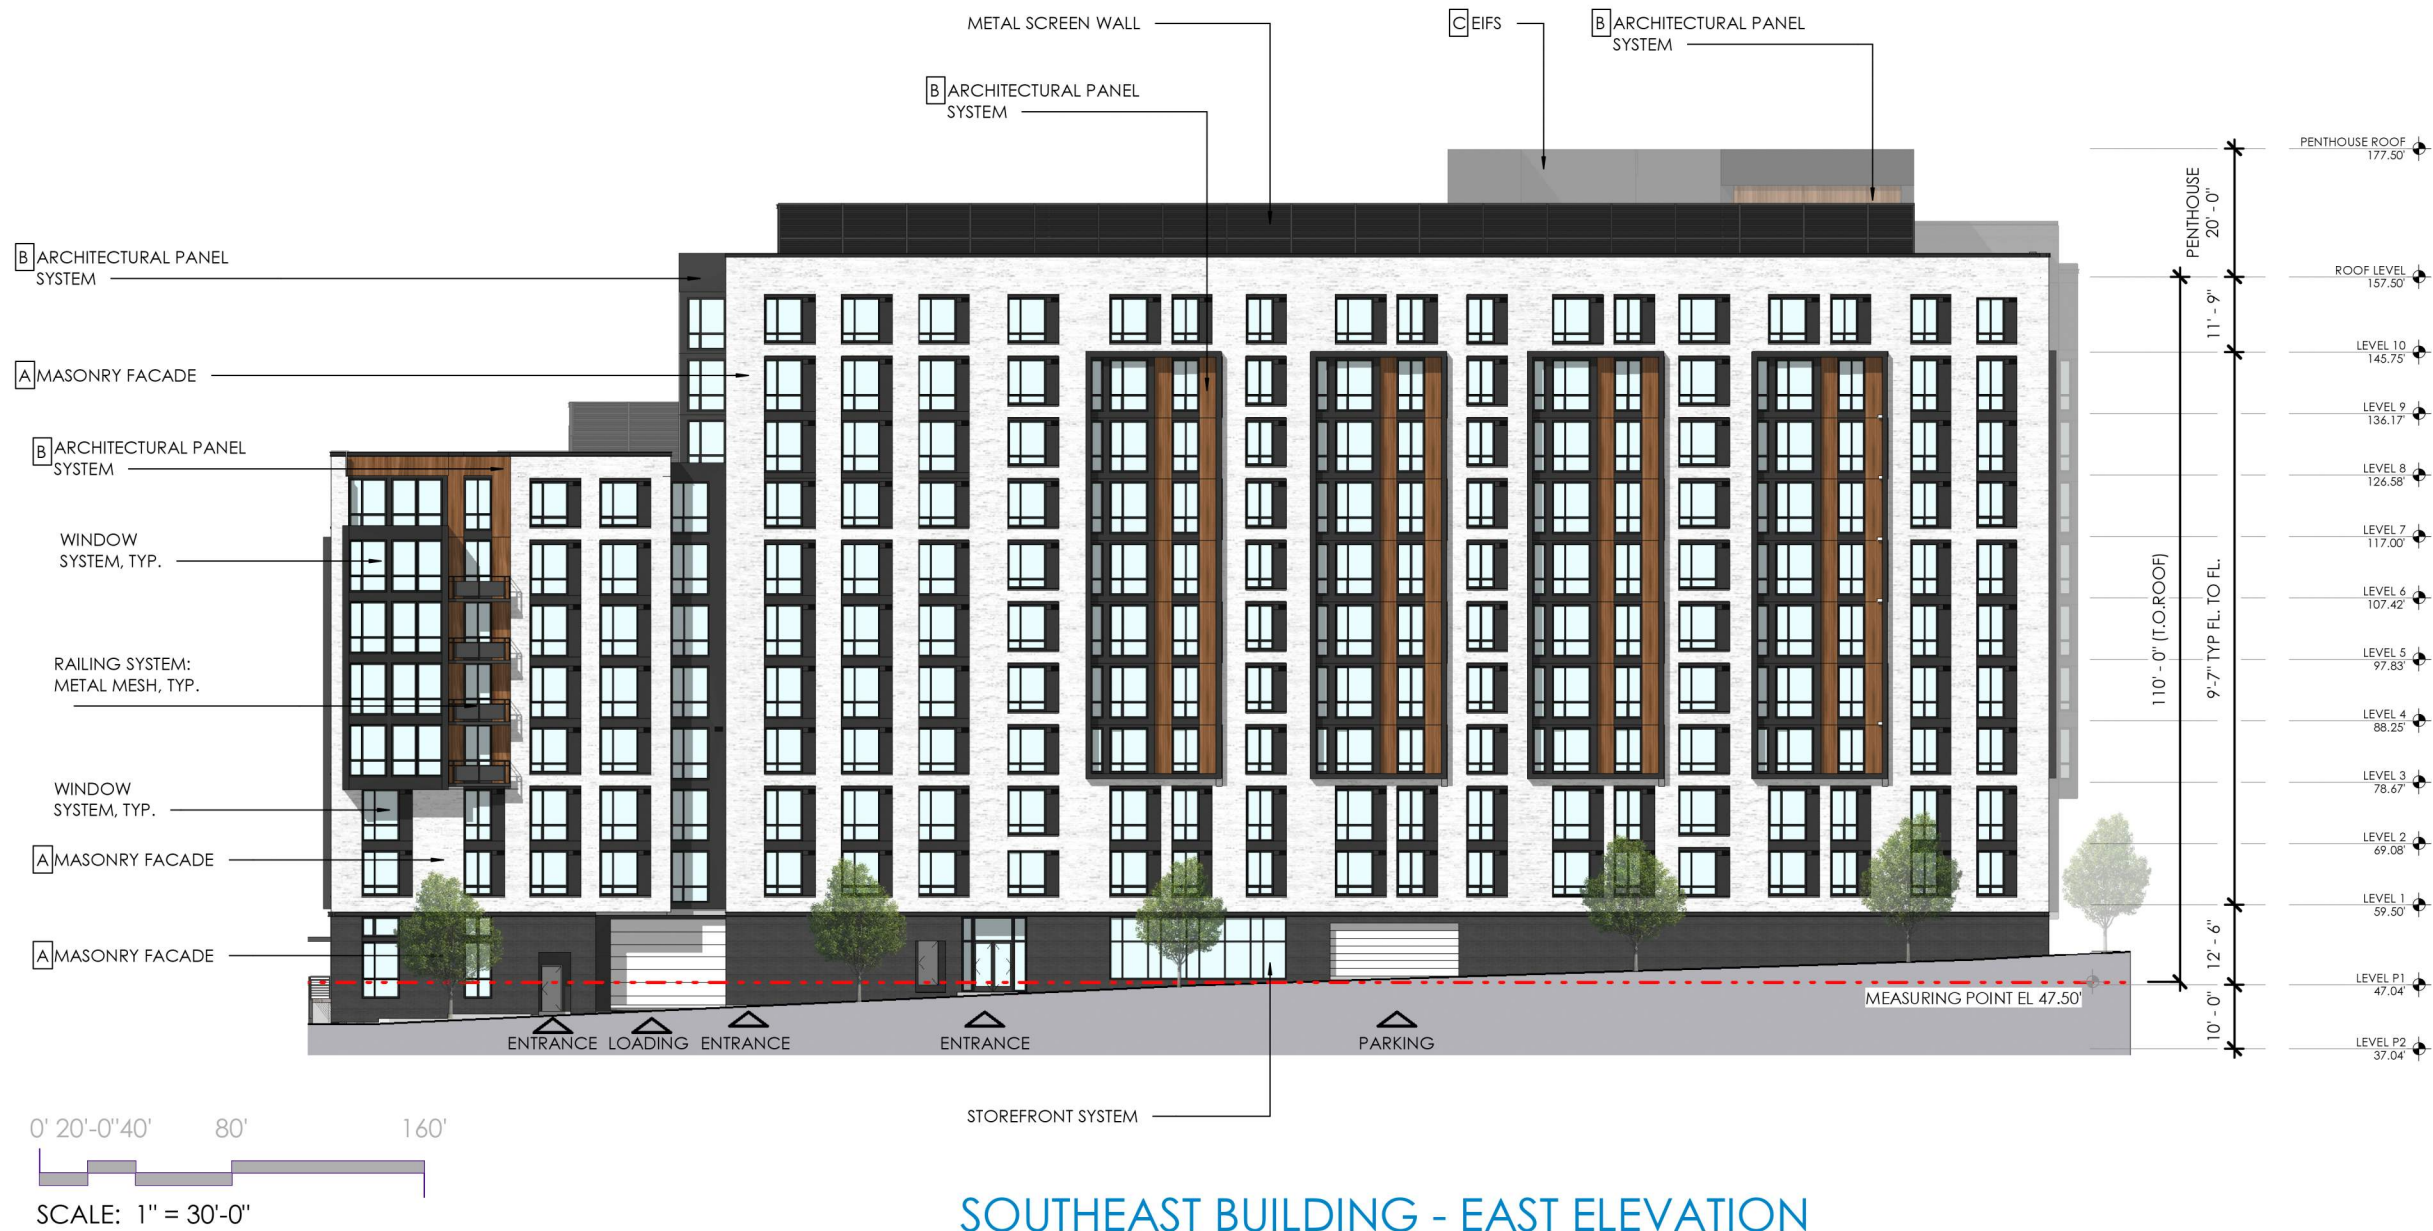 METAL SCREEN WALL
C EIFS
B ARCHITECTURAL PANEL
SYSTEM
B ARCHITECTURAL PANEL
SYSTEM
B ARCHITECTURAL PANEL
SYSTEM
A MASONRY FACADE
B ARCHITECTURAL PANEL
SYSTEM
WINDOW
SYSTEM, TYP.
RAILING SYSTEM:
METAL MESH, TYP.
WINDOW
SYSTEM, TYP.
A MASONRY FACADE
A MASONRY FACADE
PENTHOUSE
20' - 0"
11' - 9"
110' - 0" (T.O.ROOF)
9'-7" TYP FL. TO FL.
12' - 6"
10' - 0"
PENTHOUSE ROOF
177.50'
ROOF LEVEL
157.50'
LEVEL 10
145.75'
LEVEL 9
136.17'
LEVEL 8
126.58'
LEVEL 7
117.00'
LEVEL 6
107.42'
LEVEL 5
97.83'
LEVEL 4
88.25'
LEVEL 3
78.67'
LEVEL 2
69.08'
LEVEL 1
59.50'
LEVEL P1
47.04'
LEVEL P2
37.04'
MEASURING POINT EL 47.50'
ENTRANCE LOADING ENTRANCE ENTRANCE PARKING
STOREFRONT SYSTEM
0' 20'-0"40' 80' 160'
SCALE: 1" = 30'-0"
SOUTHEAST BUILDING - EAST ELEVATION